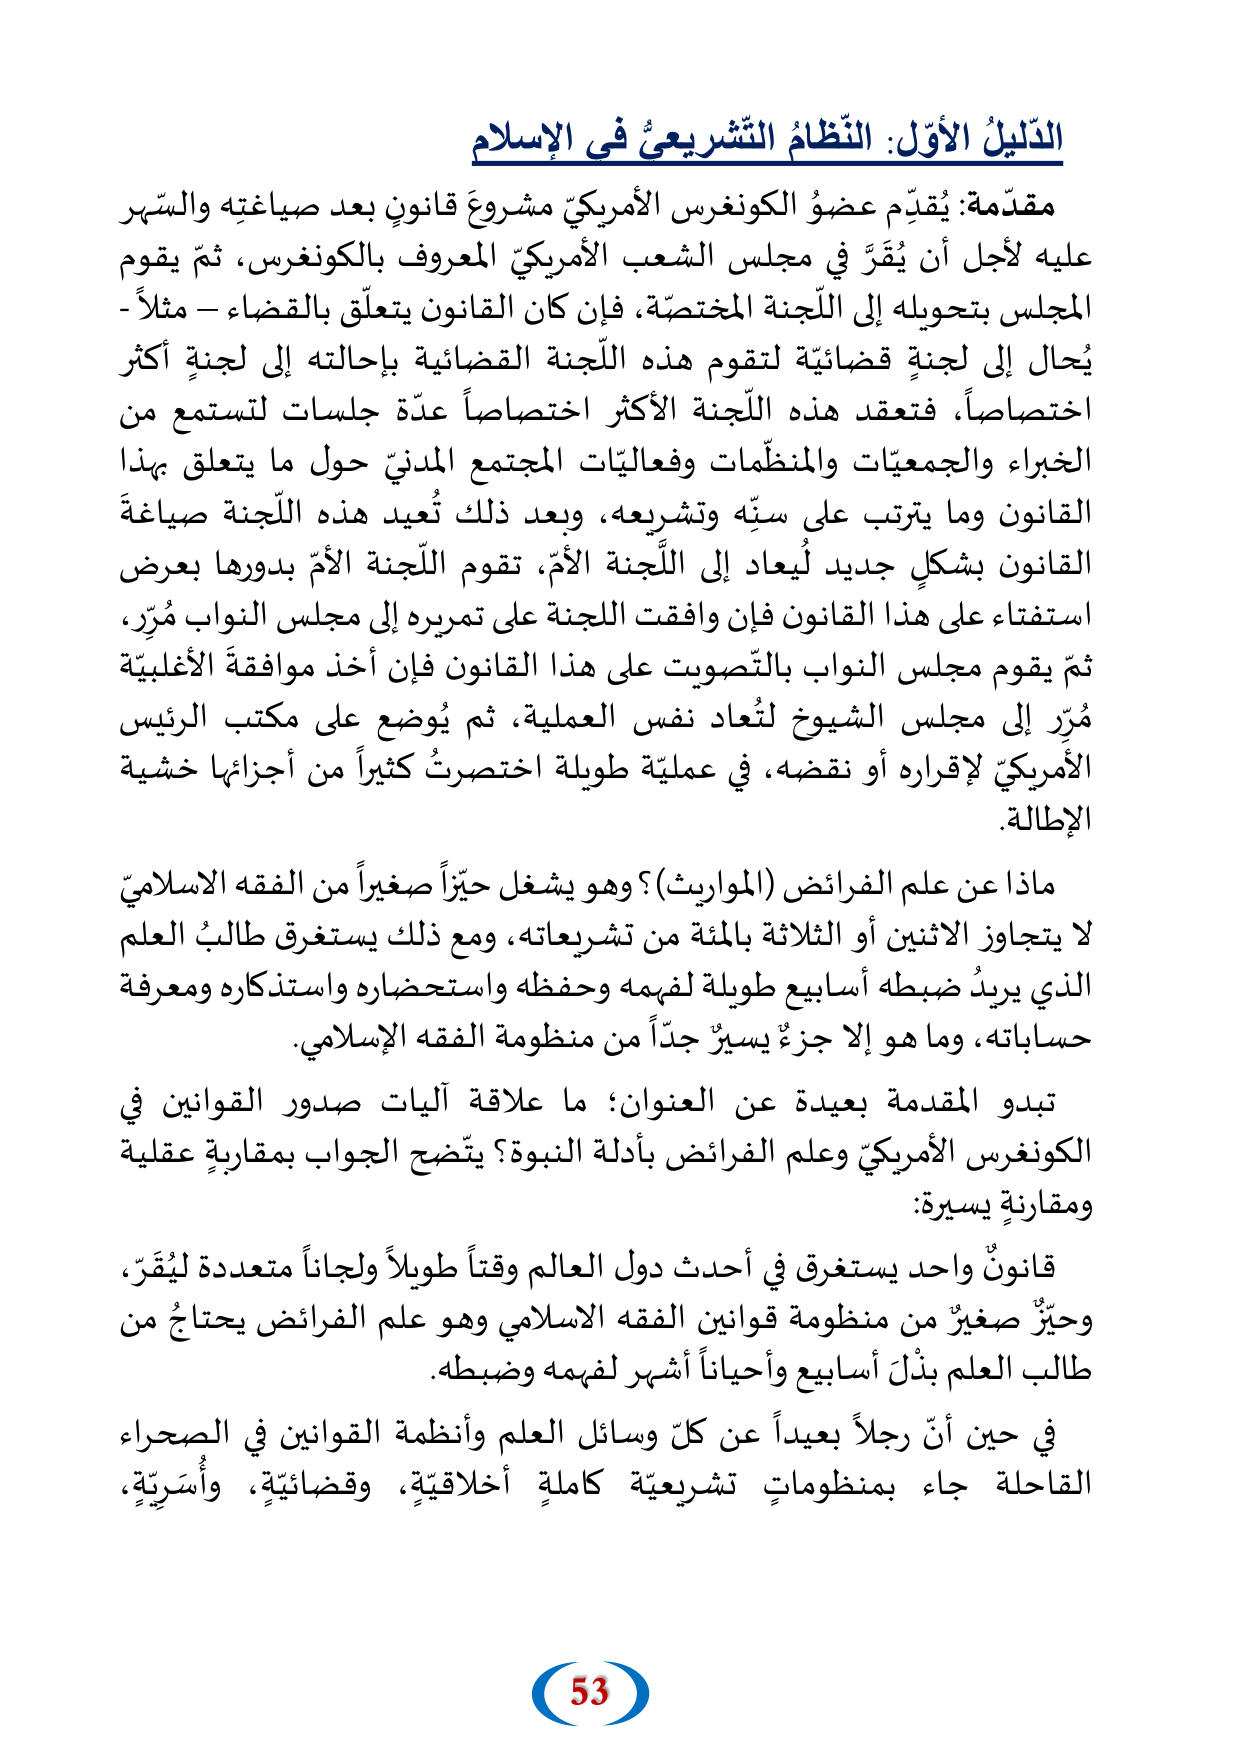 الدّليلُ الأوّل: النّظامُ التّشريعيُّ في الإسلام
مقدّمة: يُقدِّم عضوُ الكونغرس الأمريكيّ مشروعَ قانونٍ بعد صياغتِه والسّهر
عليه لأجل أن يُقَرَّ في مجلس الشعب الأمريكيّ المعروف بالكونغرس، ثمّ يقوم
المجلس بتحويله إلى اللّجنة المختصّة، فإن كان القانون يتعلّق بالقضاء – مثلاً -
يُحال إلى لجنةٍ قضائيّة لتقوم هذه اللّجنة القضائية بإحالته إلى لجنةٍ أكثر
اختصاصاً، فتعقد هذه اللّجنة الأكثر اختصاصاً عدّة جلسات لتستمع من
الخبراء والجمعيّات والمنظّمات وفعاليّات المجتمع المدنيّ حول ما يتعلق بهذا
القانون وما يترتب على سنِّه وتشريعه، وبعد ذلك تُعيد هذه اللّجنة صياغةَ
القانون بشكلٍ جديد لُيعاد إلى اللَّجنة الأمّ، تقوم اللّجنة الأمّ بدورها بعرض
استفتاء على هذا القانون فإن وافقت اللجنة على تمريره إلى مجلس النواب مُرِّر،
ثمّ يقوم مجلس النواب بالتّصويت على هذا القانون فإن أخذ موافقةَ الأغلبيّة
مُرِّر إلى مجلس الشيوخ لتُعاد نفس العملية، ثم يُوضع على مكتب الرئيس
الأمريكيّ لإقراره أو نقضه، في عمليّة طويلة اختصرتُ كثيراً من أجزائها خشية
الإطالة.
ماذا عن علم الفرائض (المواريث)؟ وهو يشغل حيّزاً صغيراً من الفقه الاسلاميّ
لا يتجاوز الاثنين أو الثلاثة بالمئة من تشريعاته، ومع ذلك يستغرق طالبُ العلم
الذي يريدُ ضبطه أسابيع طويلة لفهمه وحفظه واستحضاره واستذكاره ومعرفة
حساباته، وما هو إلا جزءٌ يسيرٌ جدّاً من منظومة الفقه الإسلامي.
تبدو المقدمة بعيدة عن العنوان؛ ما علاقة آليات صدور القوانين في
الكونغرس الأمريكيّ وعلم الفرائض بأدلة النبوة؟ يتّضح الجواب بمقاربةٍ عقلية
ومقارنةٍ يسيرة:
قانونٌ واحد يستغرق في أحدث دول العالم وقتاً طويلاً ولجاناً متعددة ليُقَرّ،
وحيّزٌ صغيرٌ من منظومة قوانين الفقه الاسلامي وهو علم الفرائض يحتاجُ من
طالب العلم بذْلَ أسابيع وأحياناً أشهر لفهمه وضبطه.
في حين أنّ رجلاً بعيداً عن كلّ وسائل العلم وأنظمة القوانين في الصحراء
القاحلة جاء بمنظوماتٍ تشريعيّة كاملةٍ أخلاقيّةٍ، وقضائيّةٍ، وأُسَرِيّةٍ،
53